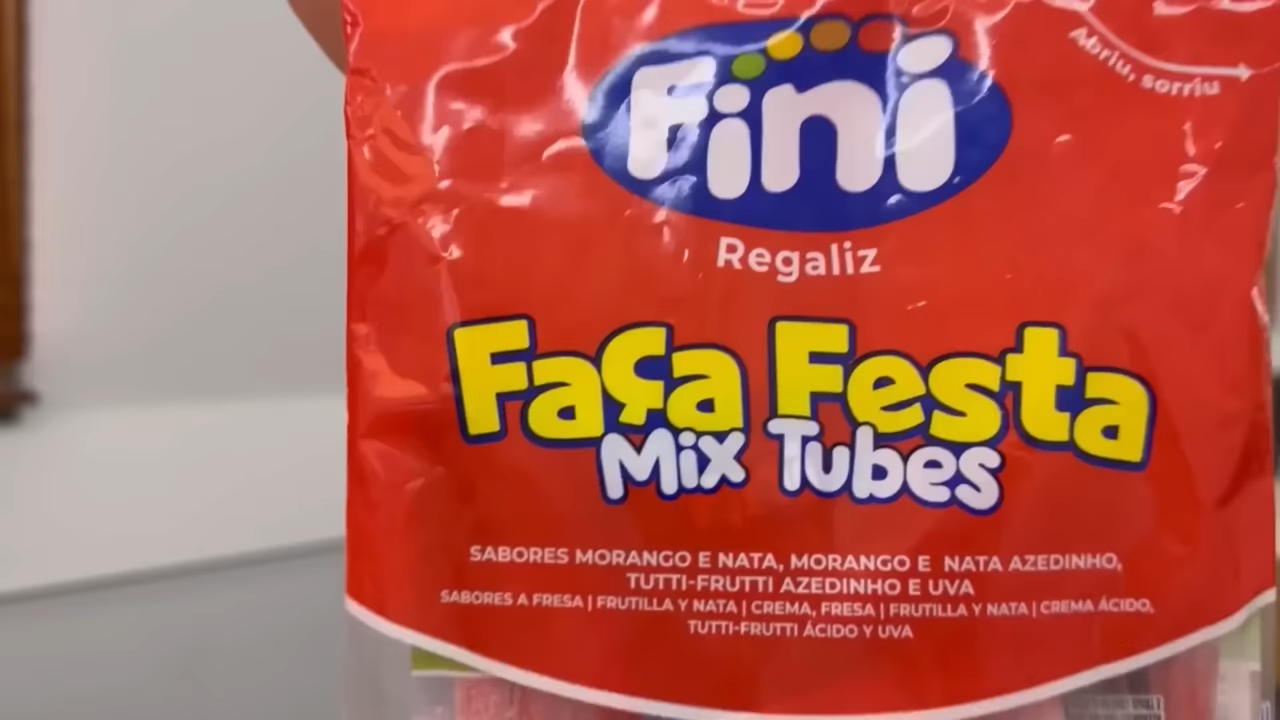 Abriu, sorriu
Fini
Regaliz
Faça Festa
Mix Tubes
SABORES MORANGO E NATA, MORANGO E NATA AZEDINHO,
TUTTI-FRUTTI AZEDINHO E UVA
SABORES A FRESA | FRUTILLA Y NATA | CREMA, FRESA | FRUTILLA Y NATA | CREMA ÁCIDO,
TUTTI-FRUTTI ÁCIDO Y UVA